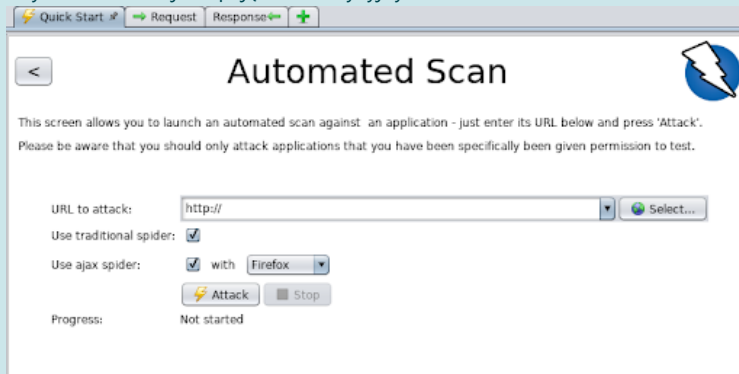 Quick Start Request Response
<
Automated Scan
This screen allows you to launch an automated scan against an application - just enter its URL below and press 'Attack'.
Please be aware that you should only attack applications that you have been specifically been given permission to test.
URL to attack: http:// Select...
Use traditional spider:
Use ajax spider: with Firefox
Attack Stop
Progress: Not started